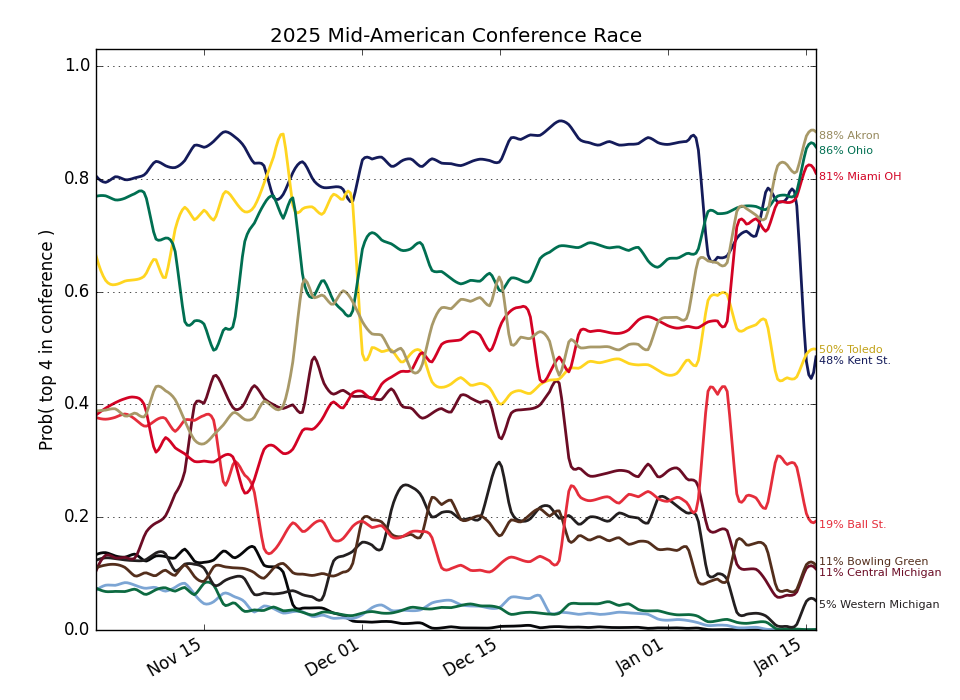 2025 Mid-American Conference Race
Prob( top 4 in conference )
1.0
0.8
0.6
0.4
0.2
0.0
Nov 15
Dec 01
Dec 15
Jan 01
Jan 15
88% Akron
86% Ohio
81% Miami OH
50% Toledo
48% Kent St.
19% Ball St.
11% Bowling Green
11% Central Michigan
5% Western Michigan